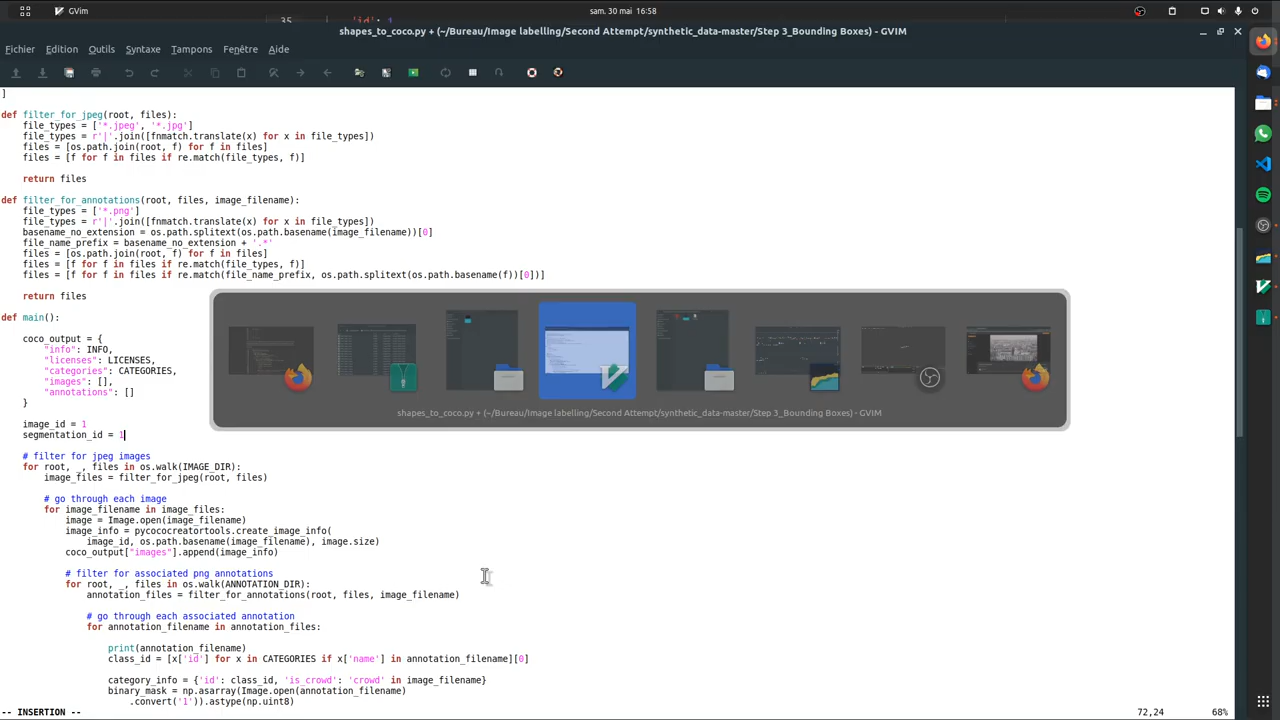 GVim
sam. 30 mai  16:58
35
'id':
shapes_to_coco.py + (~/Bureau/Image labelling/Second Attempt/synthetic_data-master/Step 3_Bounding Boxes) - GVIM
Fichier Edition Outils Syntaxe Tampons Fenêtre Aide
]
def filter_for_jpeg(root, files):
    file_types = ['*.jpeg', '*.jpg']
    file_types = r'|'.join([fnmatch.translate(x) for x in file_types])
    files = [os.path.join(root, f) for f in files]
    files = [f for f in files if re.match(file_types, f)]
    return files
def filter_for_annotations(root, files, image_filename):
    file_types = ['*.png']
    file_types = r'|'.join([fnmatch.translate(x) for x in file_types])
    basename_no_extension = os.path.splitext(os.path.basename(image_filename))[0]
    file_name_prefix = basename_no_extension + '.*'
    files = [os.path.join(root, f) for f in files]
    files = [f for f in files if re.match(file_types, f)]
    files = [f for f in files if re.match(file_name_prefix, os.path.splitext(os.path.basename(f))[0])]
    return files
def main():
    coco_output = {
        "info": INFO,
        "licenses": LICENSES,
        "categories": CATEGORIES,
        "images": [],
        "annotations": []
    }
shapes_to_coco.py + (~/Bureau/Image labelling/Second Attempt/synthetic_data-master/Step 3_Bounding Boxes) - GVIM
    image_id = 1
    segmentation_id = 1
    # filter for jpeg images
    for root, _, files in os.walk(IMAGE_DIR):
        image_files = filter_for_jpeg(root, files)
        # go through each image
        for image_filename in image_files:
            image = Image.open(image_filename)
            image_info = pycococreatortools.create_image_info(
                image_id, os.path.basename(image_filename), image.size)
            coco_output["images"].append(image_info)
            # filter for associated png annotations
            for root, _, files in os.walk(ANNOTATION_DIR):
                annotation_files = filter_for_annotations(root, files, image_filename)
                # go through each associated annotation
                for annotation_filename in annotation_files:
                    print(annotation_filename)
                    class_id = [x['id'] for x in CATEGORIES if x['name'] in annotation_filename][0]
                    category_info = {'id': class_id, 'is_crowd': 'crowd' in image_filename}
                    binary_mask = np.asarray(Image.open(annotation_filename)
                        .convert('1')).astype(np.uint8)
-- INSERTION --
72,24
68%